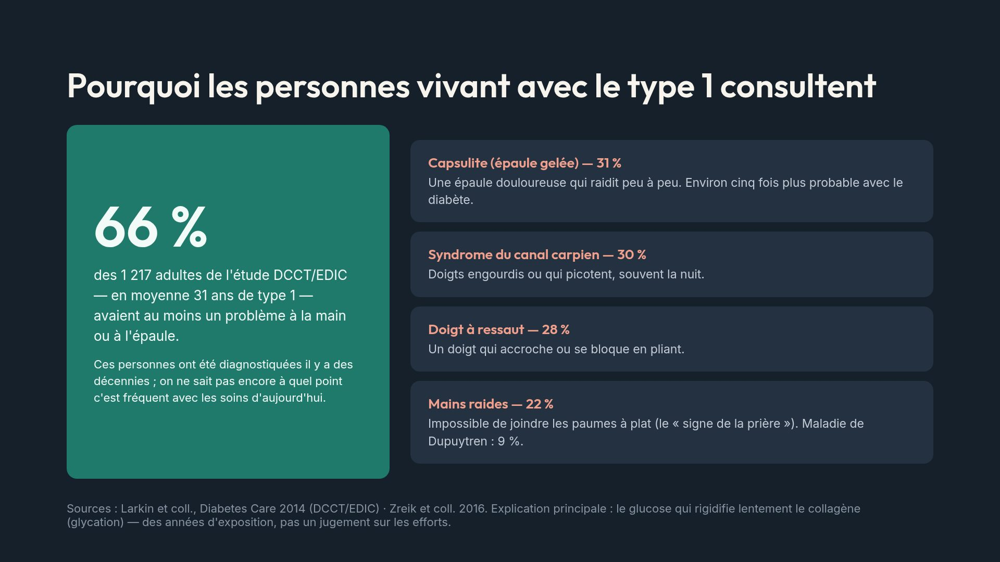 Pourquoi les personnes vivant avec le type 1 consultent
66 %
des 1 217 adultes de l'étude DCCT/EDIC
— en moyenne 31 ans de type 1 —
avaient au moins un problème à la main
ou à l'épaule.
Ces personnes ont été diagnostiquées il y a des
décennies ; on ne sait pas encore à quel point
c'est fréquent avec les soins d'aujourd'hui.
Capsulite (épaule gelée) — 31 %
Une épaule douloureuse qui raidit peu à peu. Environ cinq fois plus probable avec le
diabète.
Syndrome du canal carpien — 30 %
Doigts engourdis ou qui picotent, souvent la nuit.
Doigt à ressaut — 28 %
Un doigt qui accroche ou se bloque en pliant.
Mains raides — 22 %
Impossible de joindre les paumes à plat (le « signe de la prière »). Maladie de
Dupuytren : 9 %.
Sources : Larkin et coll., Diabetes Care 2014 (DCCT/EDIC) · Zreik et coll. 2016. Explication principale : le glucose qui rigidifie lentement le collagène
(glycation) — des années d'exposition, pas un jugement sur les efforts.